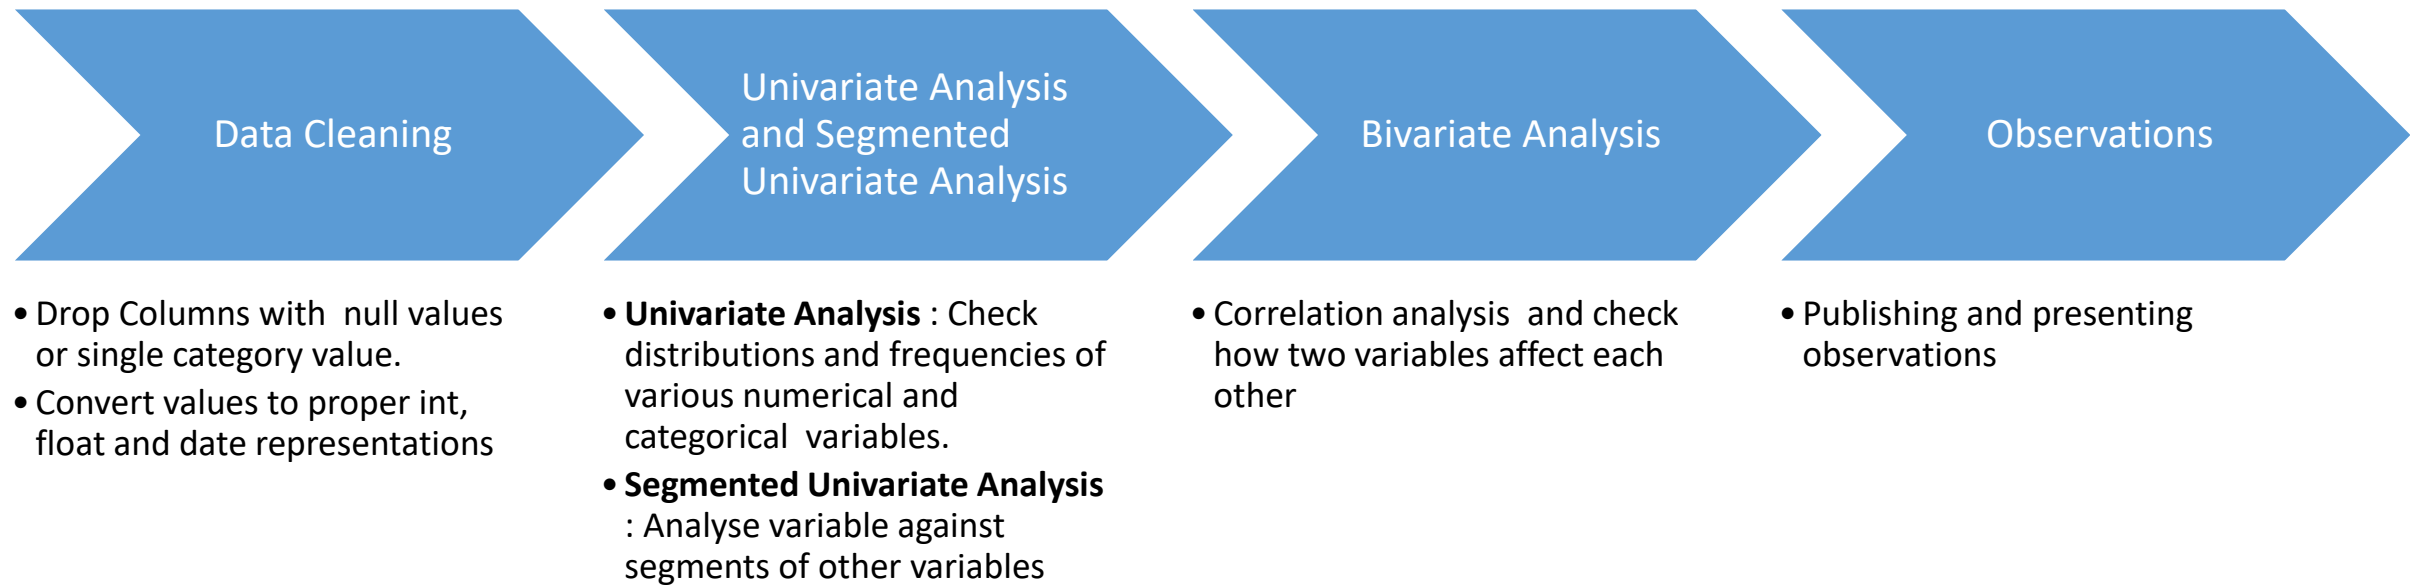 Data Cleaning
Univariate Analysis
and Segmented
Univariate Analysis
Bivariate Analysis
Observations
• Drop Columns with  null values
or single category value.
• Convert values to proper int,
float and date representations
• Univariate Analysis : Check
distributions and frequencies of
various numerical and
categorical  variables.
• Segmented Univariate Analysis
: Analyse variable against
segments of other variables
• Correlation analysis  and check
how two variables affect each
other
• Publishing and presenting
observations